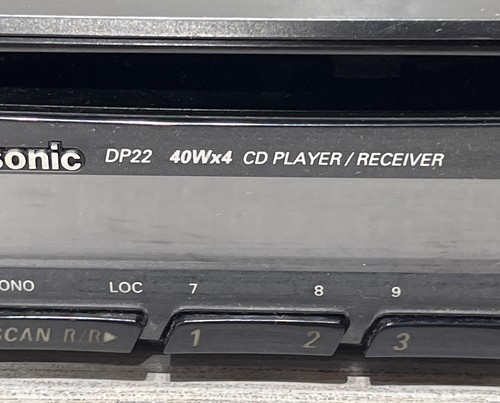 sonic DP22 40Wx4 CD PLAYER / RECEIVER
ONO LOC 7 8 9
SCAN R/R▶ 1 2 3